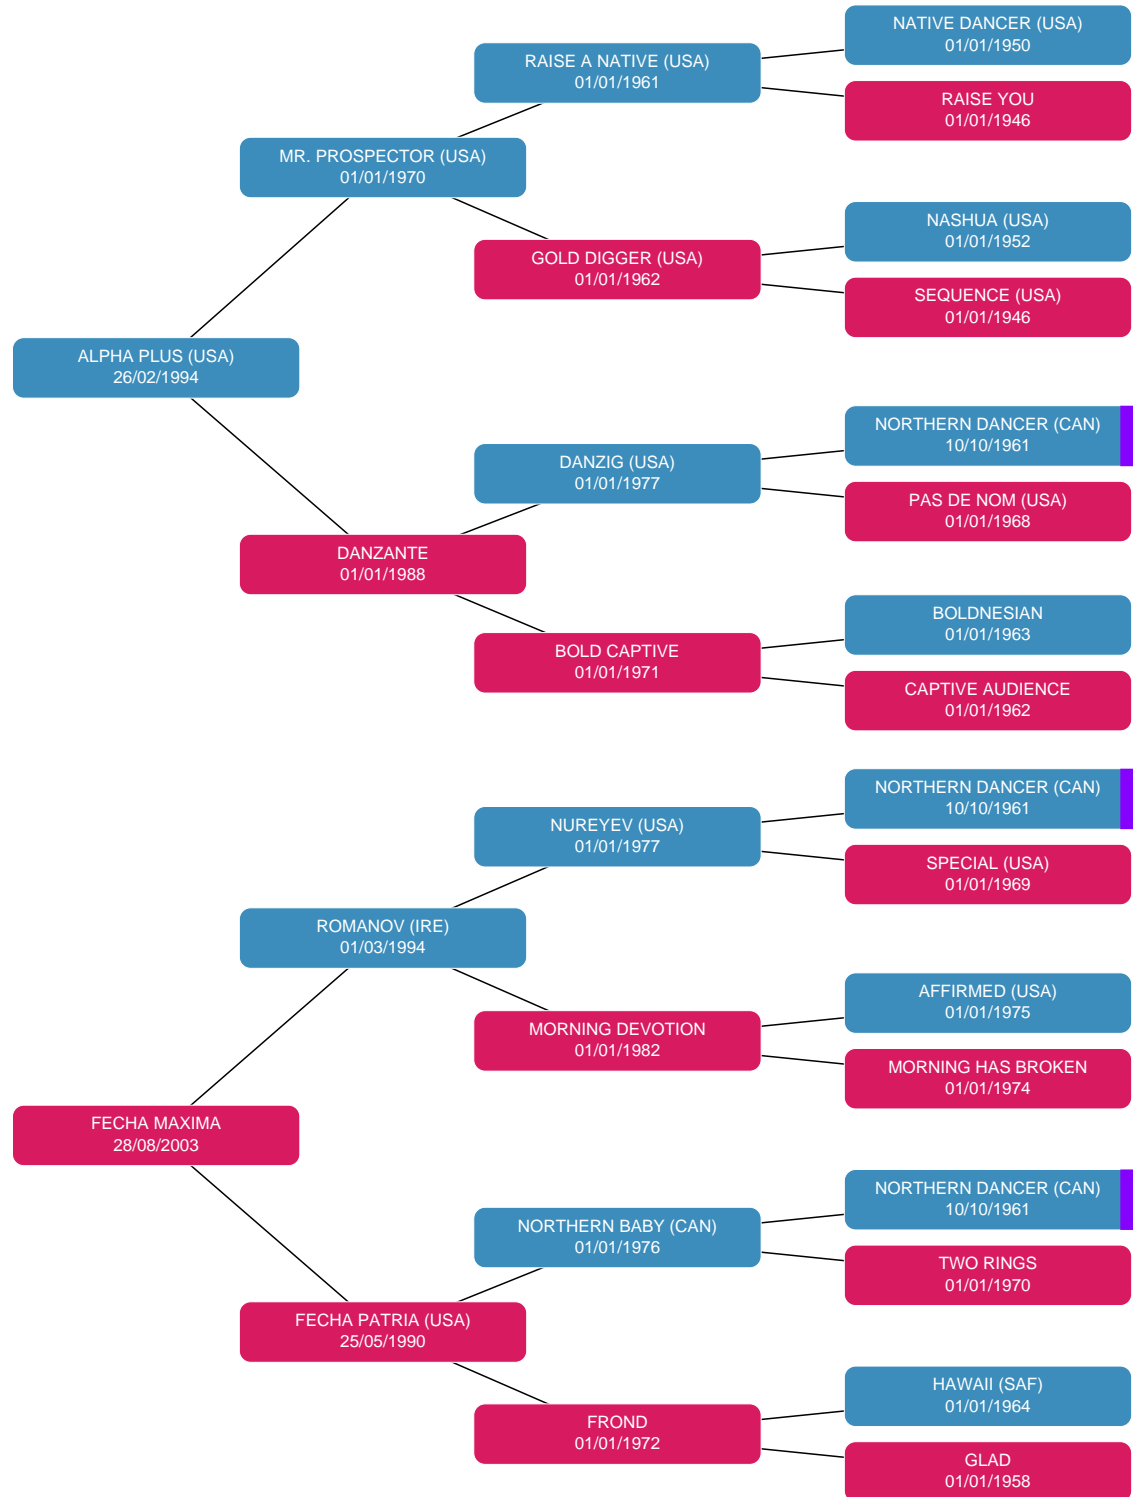 NATIVE DANCER (USA)
01/01/1950
RAISE A NATIVE (USA)
01/01/1961
RAISE YOU
01/01/1946
MR. PROSPECTOR (USA)
01/01/1970
NASHUA (USA)
01/01/1952
GOLD DIGGER (USA)
01/01/1962
SEQUENCE (USA)
01/01/1946
ALPHA PLUS (USA)
26/02/1994
NORTHERN DANCER (CAN)
10/10/1961
DANZIG (USA)
01/01/1977
PAS DE NOM (USA)
01/01/1968
DANZANTE
01/01/1988
BOLDNESIAN
01/01/1963
BOLD CAPTIVE
01/01/1971
CAPTIVE AUDIENCE
01/01/1962
NORTHERN DANCER (CAN)
10/10/1961
NUREYEV (USA)
01/01/1977
SPECIAL (USA)
01/01/1969
ROMANOV (IRE)
01/03/1994
AFFIRMED (USA)
01/01/1975
MORNING DEVOTION
01/01/1982
MORNING HAS BROKEN
01/01/1974
FECHA MAXIMA
28/08/2003
NORTHERN DANCER (CAN)
10/10/1961
NORTHERN BABY (CAN)
01/01/1976
TWO RINGS
01/01/1970
FECHA PATRIA (USA)
25/05/1990
HAWAII (SAF)
01/01/1964
FROND
01/01/1972
GLAD
01/01/1958